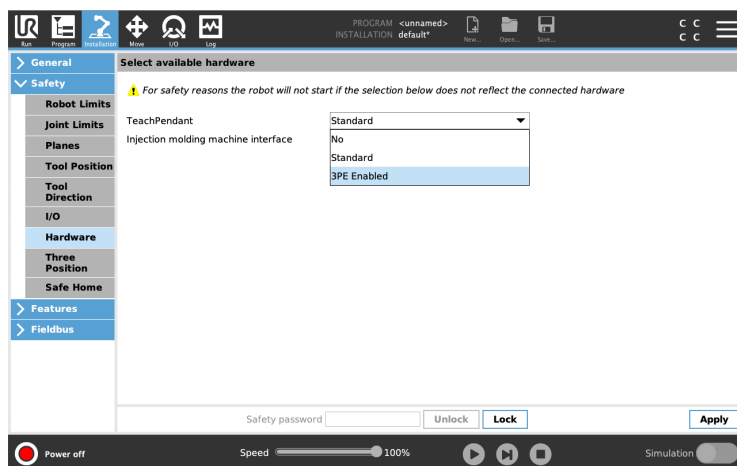 UR
PROGRAM <unnamed>
INSTALLATION default*
C C
C C
Run Program Installation Move I/O Log New... Open... Save...
General
Select available hardware
Safety
For safety reasons the robot will not start if the selection below does not reflect the connected hardware
Robot Limits
Joint Limits
TeachPendant Standard
Injection molding machine interface No
Planes
Standard
Tool Position
3PE Enabled
Tool
Direction
I/O
Hardware
Three
Position
Safe Home
Features
Fieldbus
Safety password Unlock Lock Apply
Power off Speed 100% Simulation